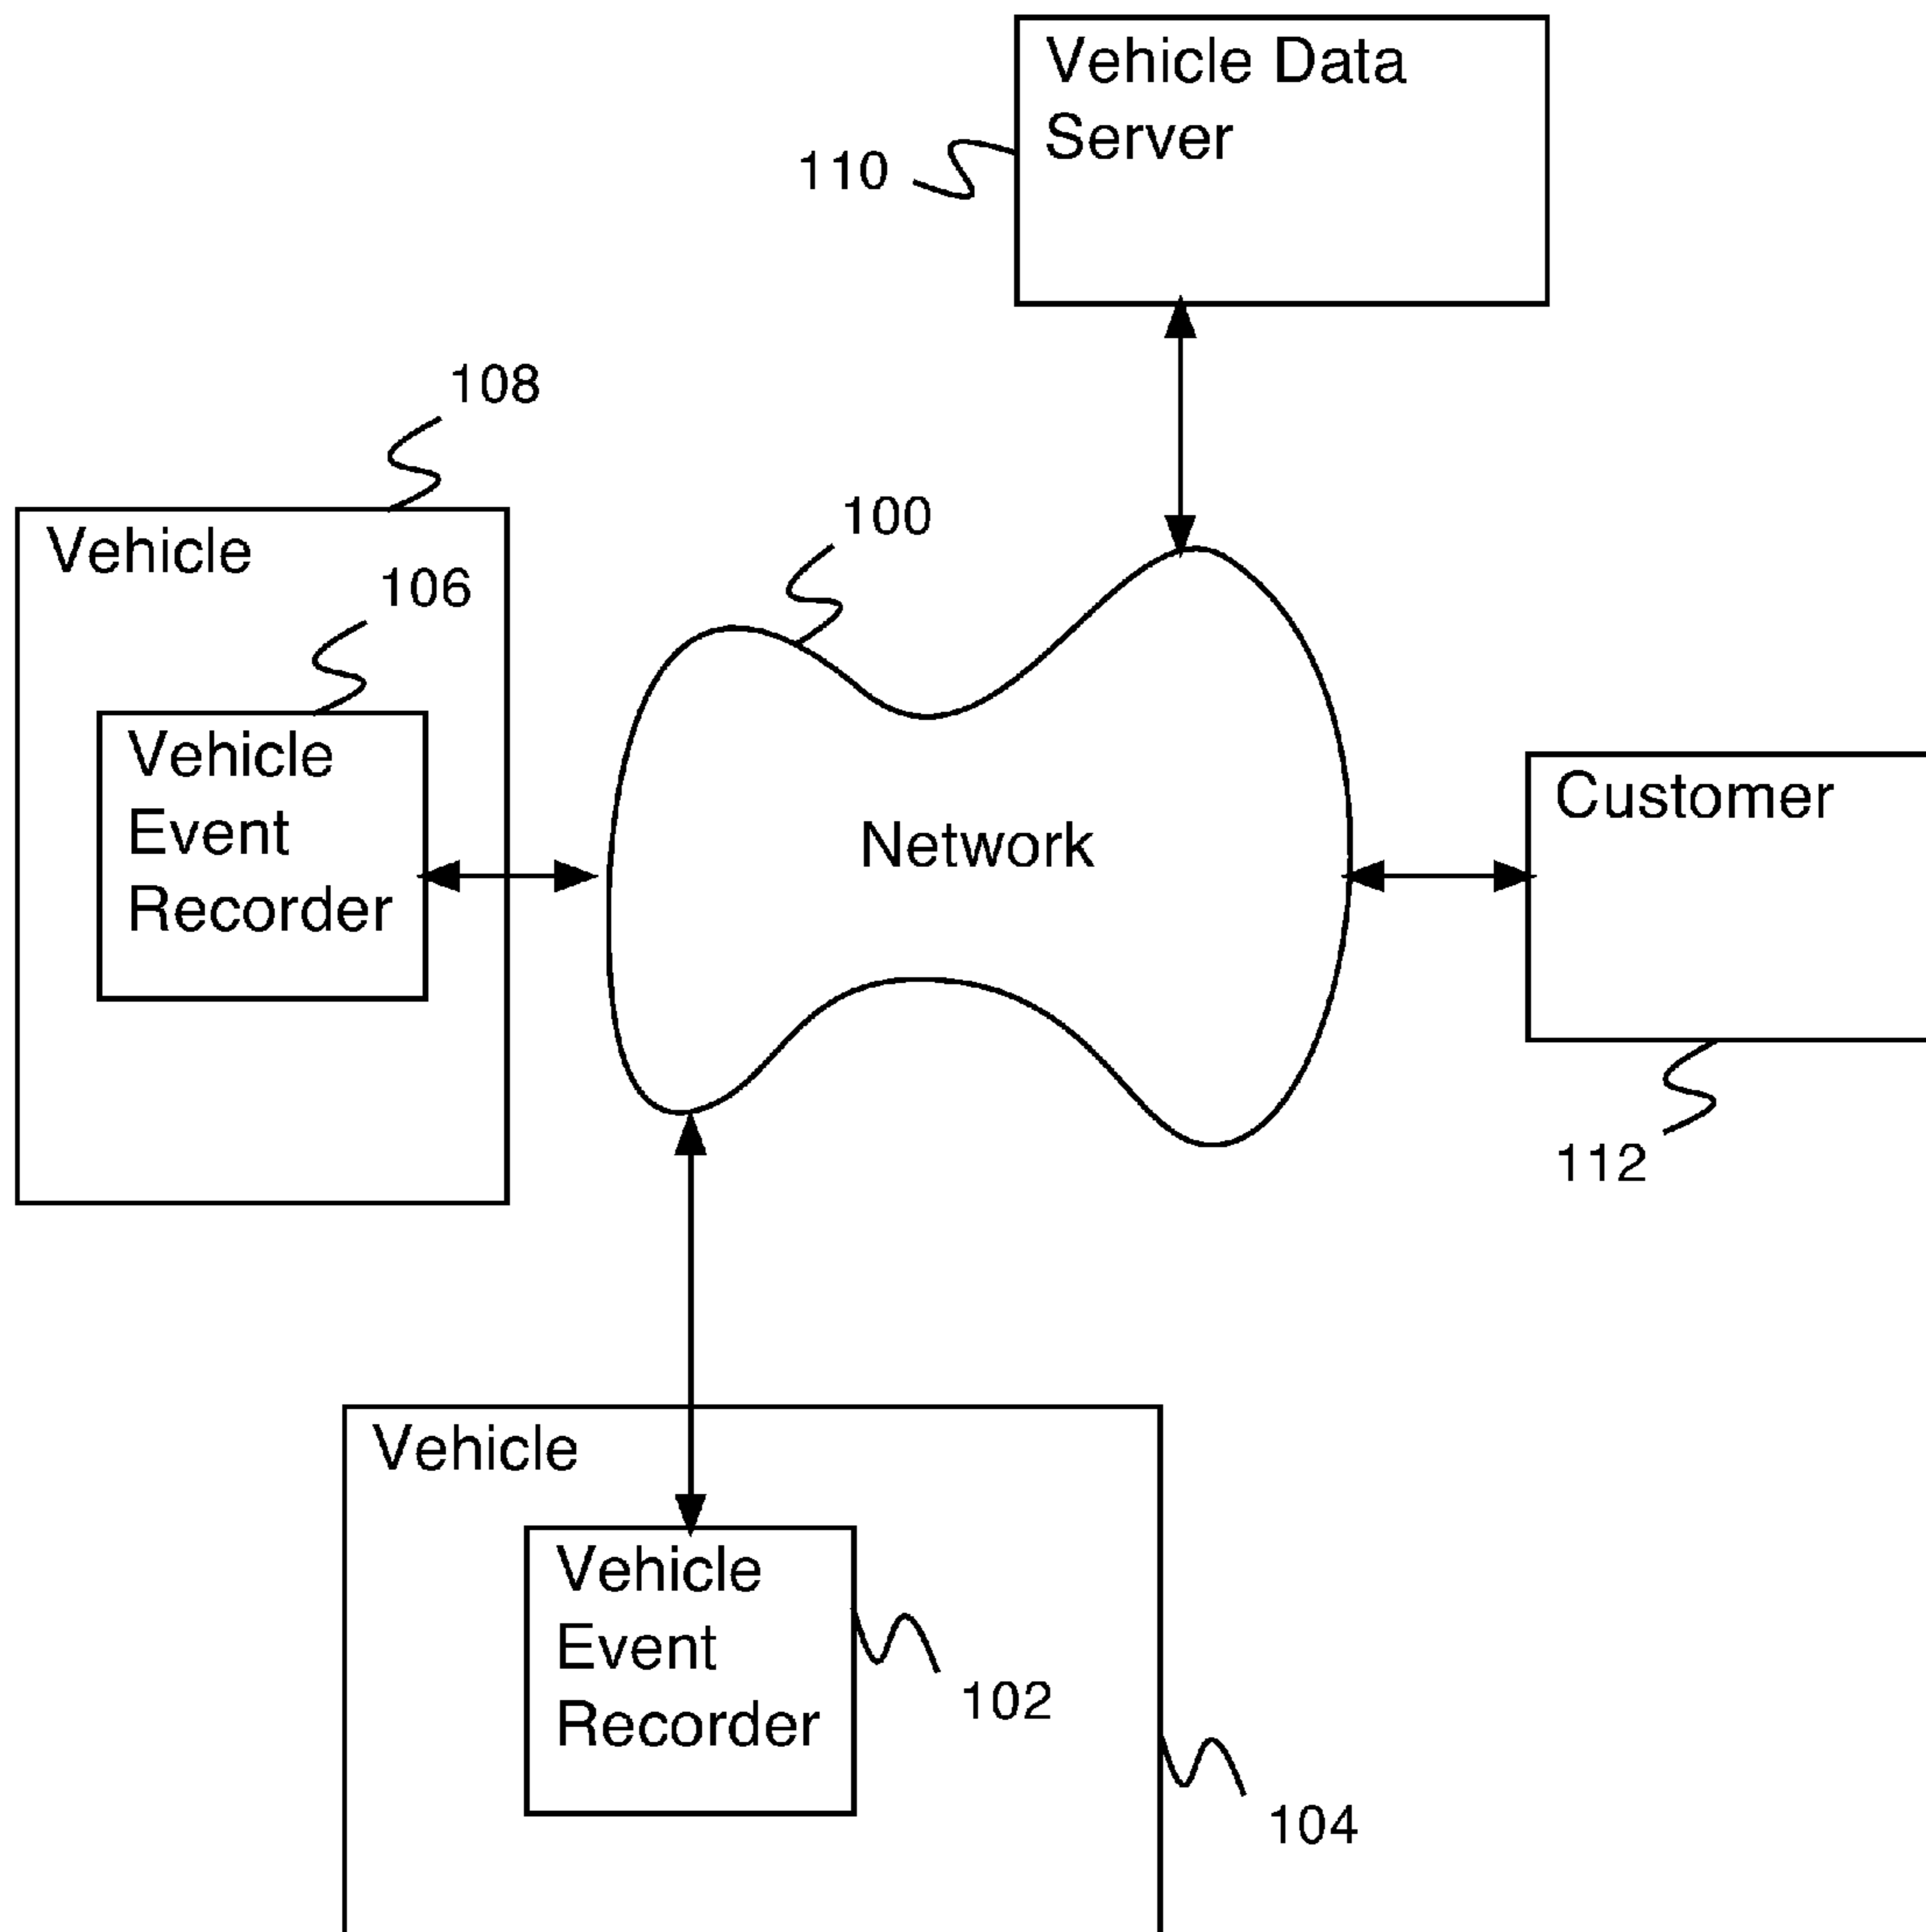 Vehicle Data
Server
110
108
Vehicle
106
100
Vehicle
Event
Recorder
Network
Customer
112
Vehicle
Vehicle
Event
Recorder
102
104